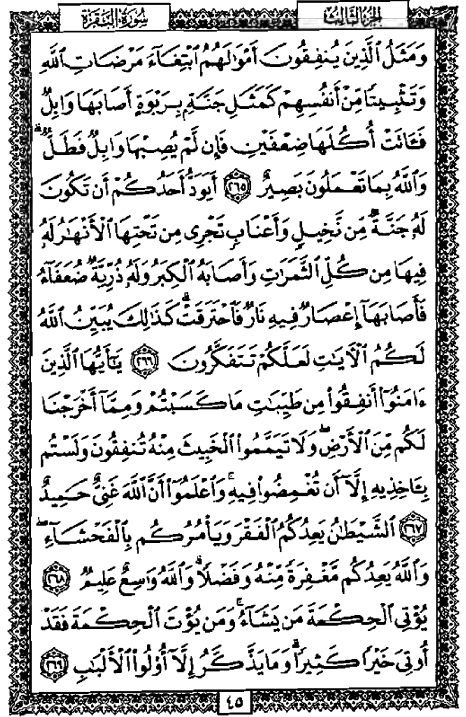 الجزء الثالث
سُورَةُ البَقَرَة
وَمَثَلُ ٱلَّذِينَ يُنفِقُونَ أَمْوَٰلَهُمُ ٱبْتِغَآءَ مَرْضَاتِ ٱللَّهِ
وَتَثْبِيتًا مِّنْ أَنفُسِهِمْ كَمَثَلِ جَنَّةٍۭ بِرَبْوَةٍ أَصَابَهَا وَابِلٌ
فَـَٔاتَتْ أُكُلَهَا ضِعْفَيْنِ فَإِن لَّمْ يُصِبْهَا وَابِلٌ فَطَلٌّ ۗ
وَٱللَّهُ بِمَا تَعْمَلُونَ بَصِيرٌ ٢٦٥ أَيَوَدُّ أَحَدُكُمْ أَن تَكُونَ
لَهُۥ جَنَّةٌ مِّن نَّخِيلٍ وَأَعْنَابٍ تَجْرِى مِن تَحْتِهَا ٱلْأَنْهَٰرُ لَهُۥ
فِيهَا مِن كُلِّ ٱلثَّمَرَٰتِ وَأَصَابَهُ ٱلْكِبَرُ وَلَهُۥ ذُرِّيَّةٌ ضُعَفَآءُ
فَأَصَابَهَآ إِعْصَارٌ فِيهِ نَارٌ فَٱحْتَرَقَتْ ۗ كَذَٰلِكَ يُبَيِّنُ ٱللَّهُ
لَكُمُ ٱلْـَٔايَٰتِ لَعَلَّكُمْ تَتَفَكَّرُونَ ٢٦٦ يَٰٓأَيُّهَا ٱلَّذِينَ
ءَامَنُوٓا۟ أَنفِقُوا۟ مِن طَيِّبَٰتِ مَا كَسَبْتُمْ وَمِمَّآ أَخْرَجْنَا
لَكُم مِّنَ ٱلْأَرْضِ ۖ وَلَا تَيَمَّمُوا۟ ٱلْخَبِيثَ مِنْهُ تُنفِقُونَ وَلَسْتُم
بِـَٔاخِذِيهِ إِلَّآ أَن تُغْمِضُوا۟ فِيهِ ۚ وَٱعْلَمُوٓا۟ أَنَّ ٱللَّهَ غَنِىٌّ حَمِيدٌ
٢٦٧ ٱلشَّيْطَٰنُ يَعِدُكُمُ ٱلْفَقْرَ وَيَأْمُرُكُم بِٱلْفَحْشَآءِ ۖ
وَٱللَّهُ يَعِدُكُم مَّغْفِرَةً مِّنْهُ وَفَضْلًا ۗ وَٱللَّهُ وَٰسِعٌ عَلِيمٌ ٢٦٨
يُؤْتِى ٱلْحِكْمَةَ مَن يَشَآءُ ۚ وَمَن يُؤْتَ ٱلْحِكْمَةَ فَقَدْ
أُوتِىَ خَيْرًا كَثِيرًا ۗ وَمَا يَذَّكَّرُ إِلَّآ أُو۟لُوا۟ ٱلْأَلْبَٰبِ ٢٦٩
٤٥